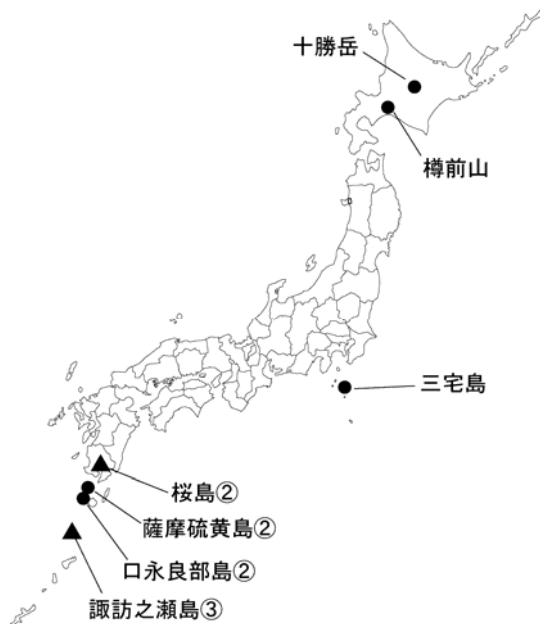 十勝岳
樽前山
三宅島
桜島②
薩摩硫黄島②
口永良部島②
諏訪之瀬島③